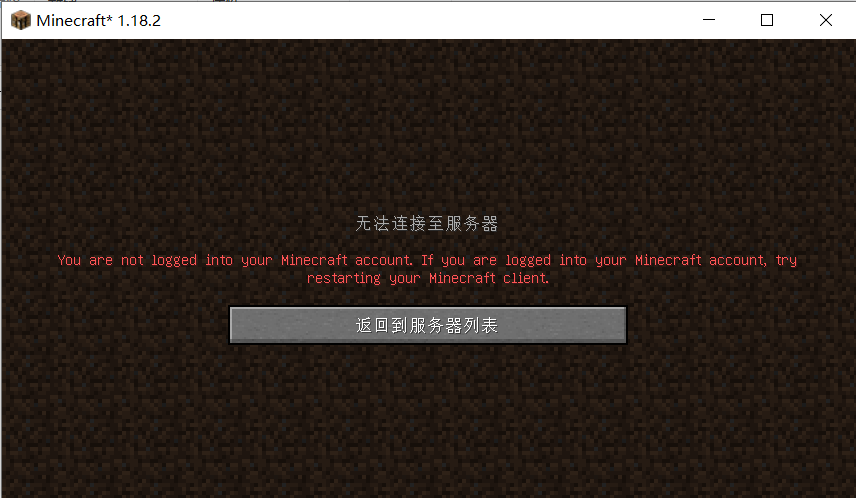 Minecraft* 1.18.2
无法连接至服务器
You are not logged into your Minecraft account. If you are logged into your Minecraft account, try
restarting your Minecraft client.
返回到服务器列表